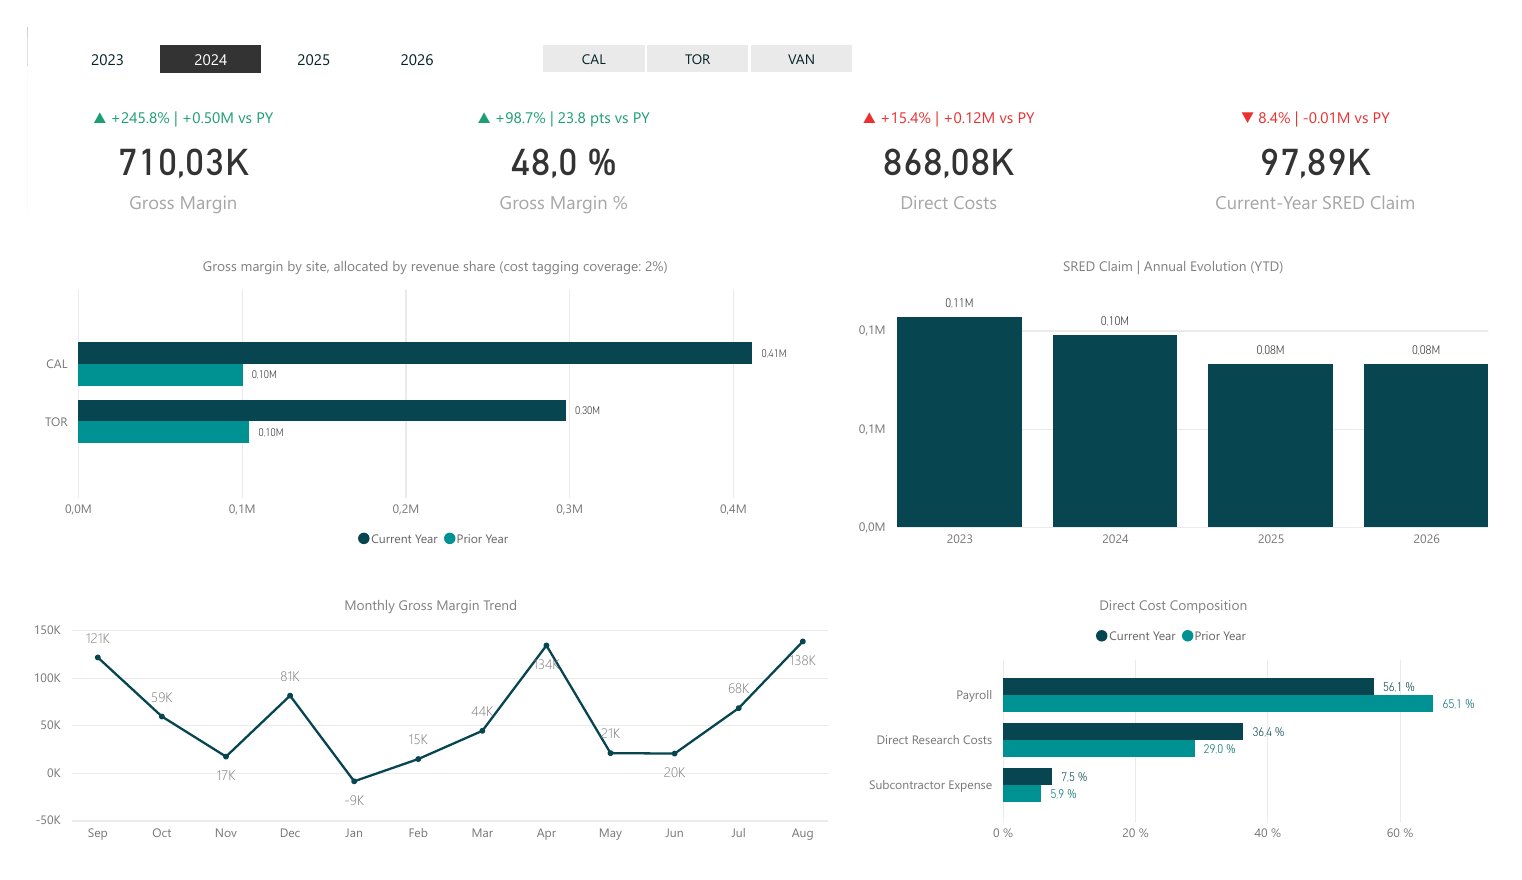 2023 2024 2025 2026 CAL TOR VAN
▲ +245.8% | +0.50M vs PY
710,03K
Gross Margin
▲ +98.7% | 23.8 pts vs PY
48,0 %
Gross Margin %
▲ +15.4% | +0.12M vs PY
868,08K
Direct Costs
▼ 8.4% | -0.01M vs PY
97,89K
Current-Year SRED Claim
Gross margin by site, allocated by revenue share (cost tagging coverage: 2%)
CAL
0.41M
0.10M
TOR
0.30M
0.10M
0,0M 0,1M 0,2M 0,3M 0,4M
Current Year Prior Year
SRED Claim | Annual Evolution (YTD)
0.11M
0.10M
0.08M
0.08M
0,1M
0,1M
0,0M
2023 2024 2025 2026
Monthly Gross Margin Trend
150K
100K
50K
0K
-50K
121K
59K
17K
81K
-9K
15K
44K
134K
21K
20K
68K
138K
Sep Oct Nov Dec Jan Feb Mar Apr May Jun Jul Aug
Direct Cost Composition
Current Year Prior Year
Payroll
56.1 %
65.1 %
Direct Research Costs
36.4 %
29.0 %
Subcontractor Expense
7.5 %
5.9 %
0 % 20 % 40 % 60 %